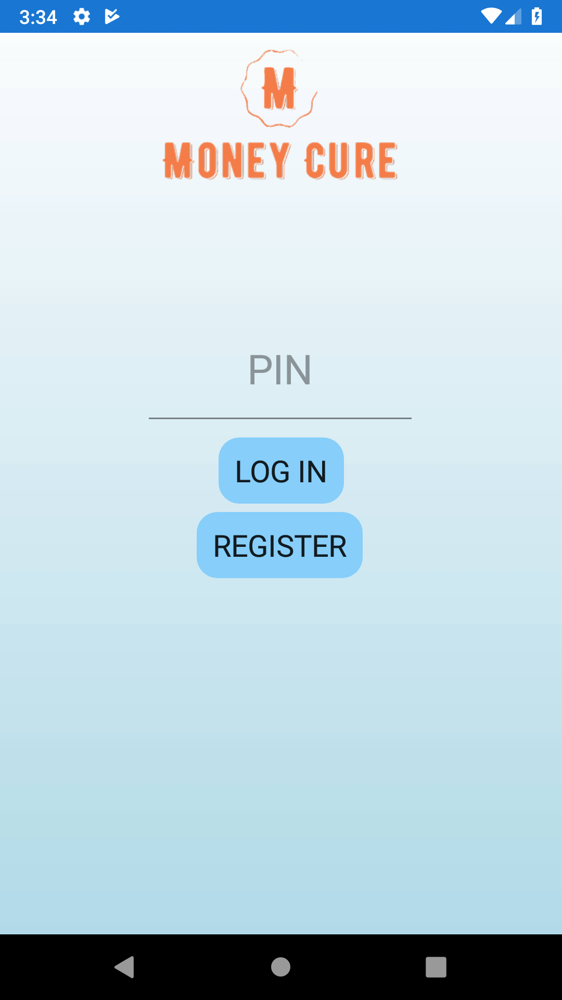 3:34
M
MONEY CURE
PIN
LOG IN
REGISTER